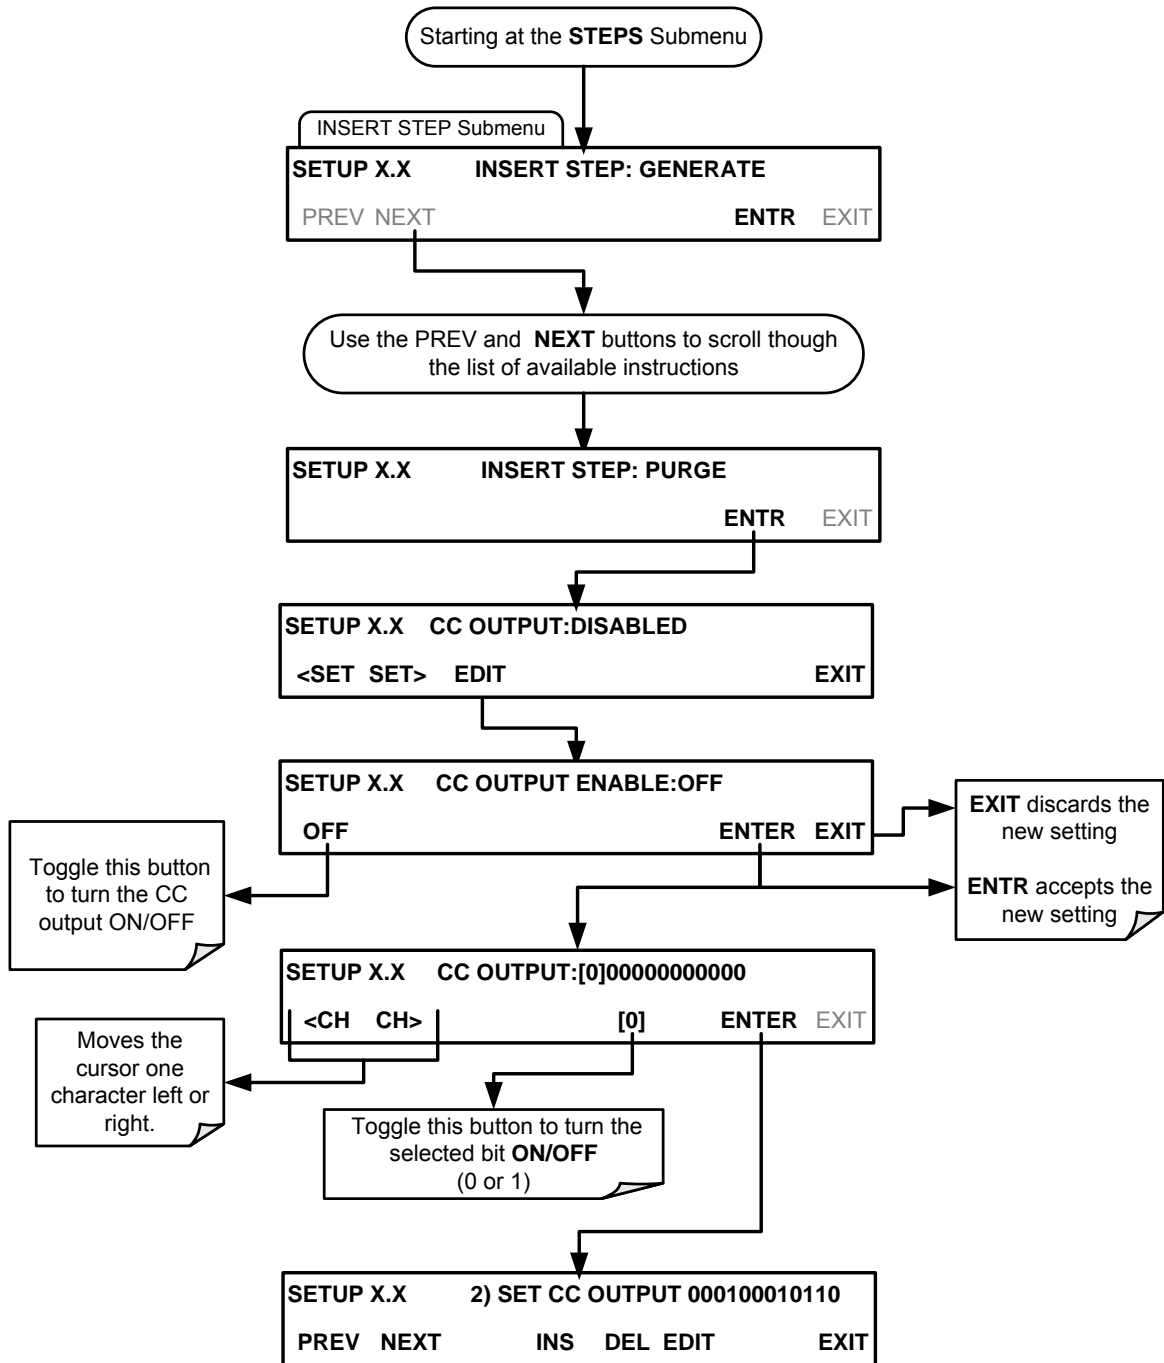 Starting at the STEPS Submenu
INSERT STEP Submenu
SETUP X.X INSERT STEP: GENERATE
PREV NEXT ENTR EXIT
Use the PREV and NEXT buttons to scroll though
the list of available instructions
SETUP X.X INSERT STEP: PURGE
ENTR EXIT
SETUP X.X CC OUTPUT:DISABLED
<SET SET> EDIT EXIT
SETUP X.X CC OUTPUT ENABLE:OFF
OFF ENTER EXIT
EXIT discards the
new setting
ENTR accepts the
new setting
Toggle this button
to turn the CC
output ON/OFF
SETUP X.X CC OUTPUT:[0]00000000000
<CH CH> [0] ENTER EXIT
Moves the
cursor one
character left or
right.
Toggle this button to turn the
selected bit ON/OFF
(0 or 1)
SETUP X.X 2) SET CC OUTPUT 000100010110
PREV NEXT INS DEL EDIT EXIT